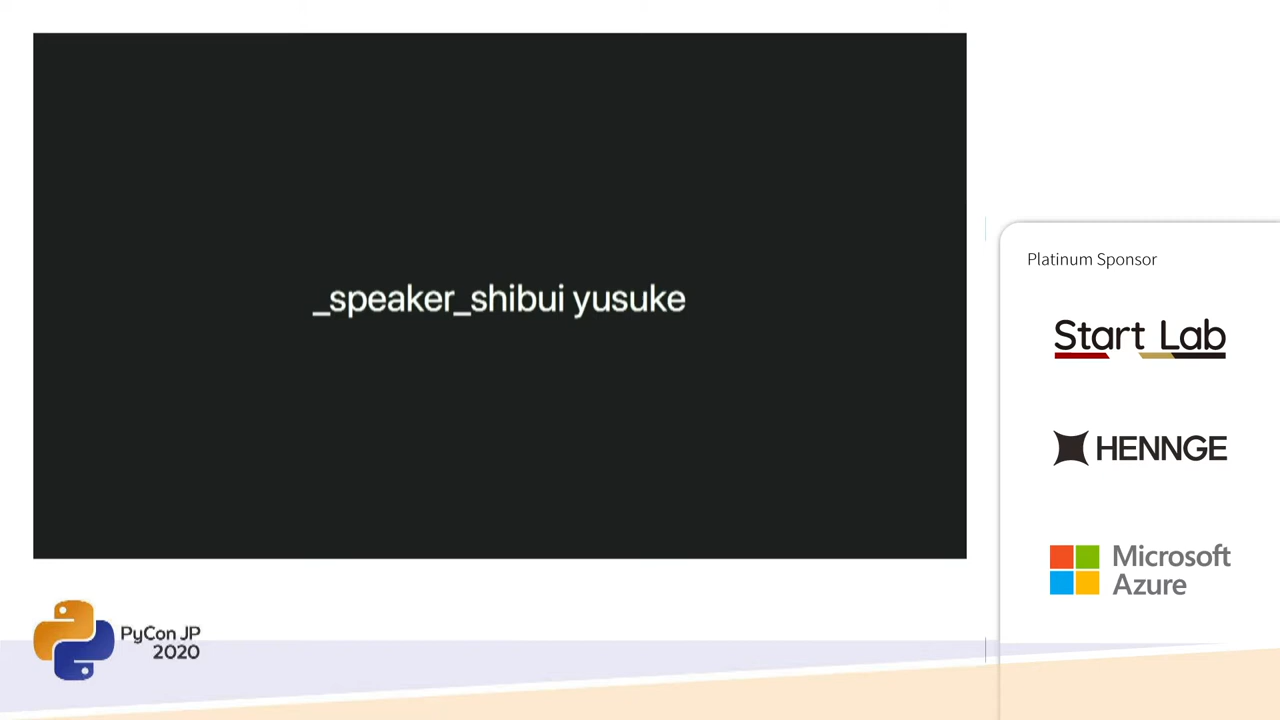 _speaker_shibui yusuke
Platinum Sponsor
Start Lab
HENNGE
Microsoft
Azure
PyCon JP
2020